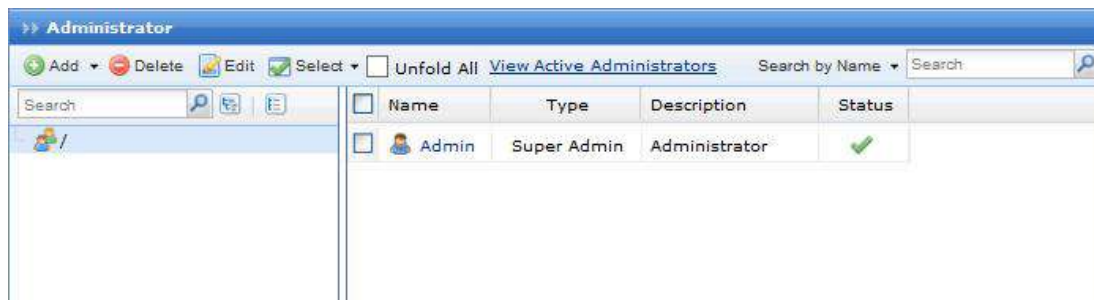 Administrator
Add Delete Edit Select Unfold All View Active Administrators Search by Name Search
Search
Name Type Description Status
/
Admin Super Admin Administrator